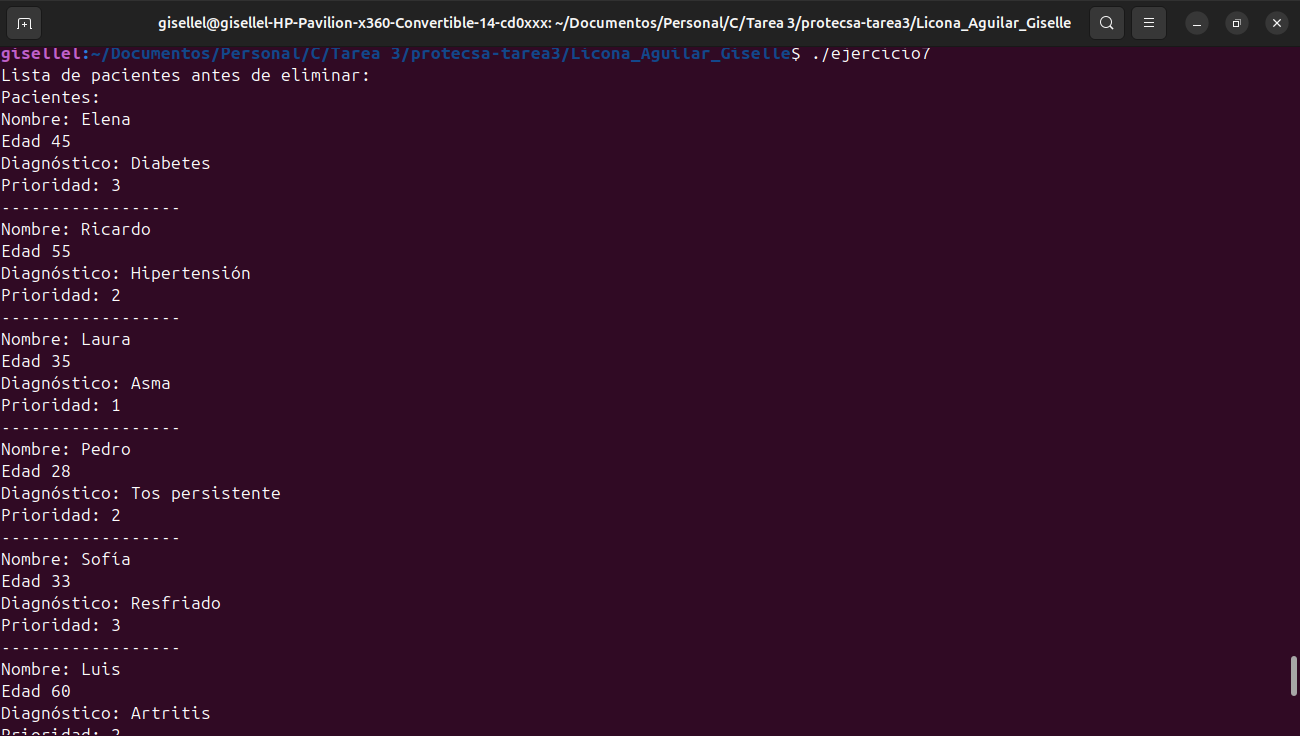 gisellel@gisellel-HP-Pavilion-x360-Convertible-14-cd0xxx: ~/Documentos/Personal/C/Tarea 3/protecsa-tarea3/Licona_Aguilar_Giselle
gisellel:~/Documentos/Personal/C/Tarea 3/protecsa-tarea3/Licona_Aguilar_Giselle$ ./ejercicio7
Lista de pacientes antes de eliminar:
Pacientes:
Nombre: Elena
Edad 45
Diagnóstico: Diabetes
Prioridad: 3
------------------
Nombre: Ricardo
Edad 55
Diagnóstico: Hipertensión
Prioridad: 2
------------------
Nombre: Laura
Edad 35
Diagnóstico: Asma
Prioridad: 1
------------------
Nombre: Pedro
Edad 28
Diagnóstico: Tos persistente
Prioridad: 2
------------------
Nombre: Sofía
Edad 33
Diagnóstico: Resfriado
Prioridad: 3
------------------
Nombre: Luis
Edad 60
Diagnóstico: Artritis
Prioridad: